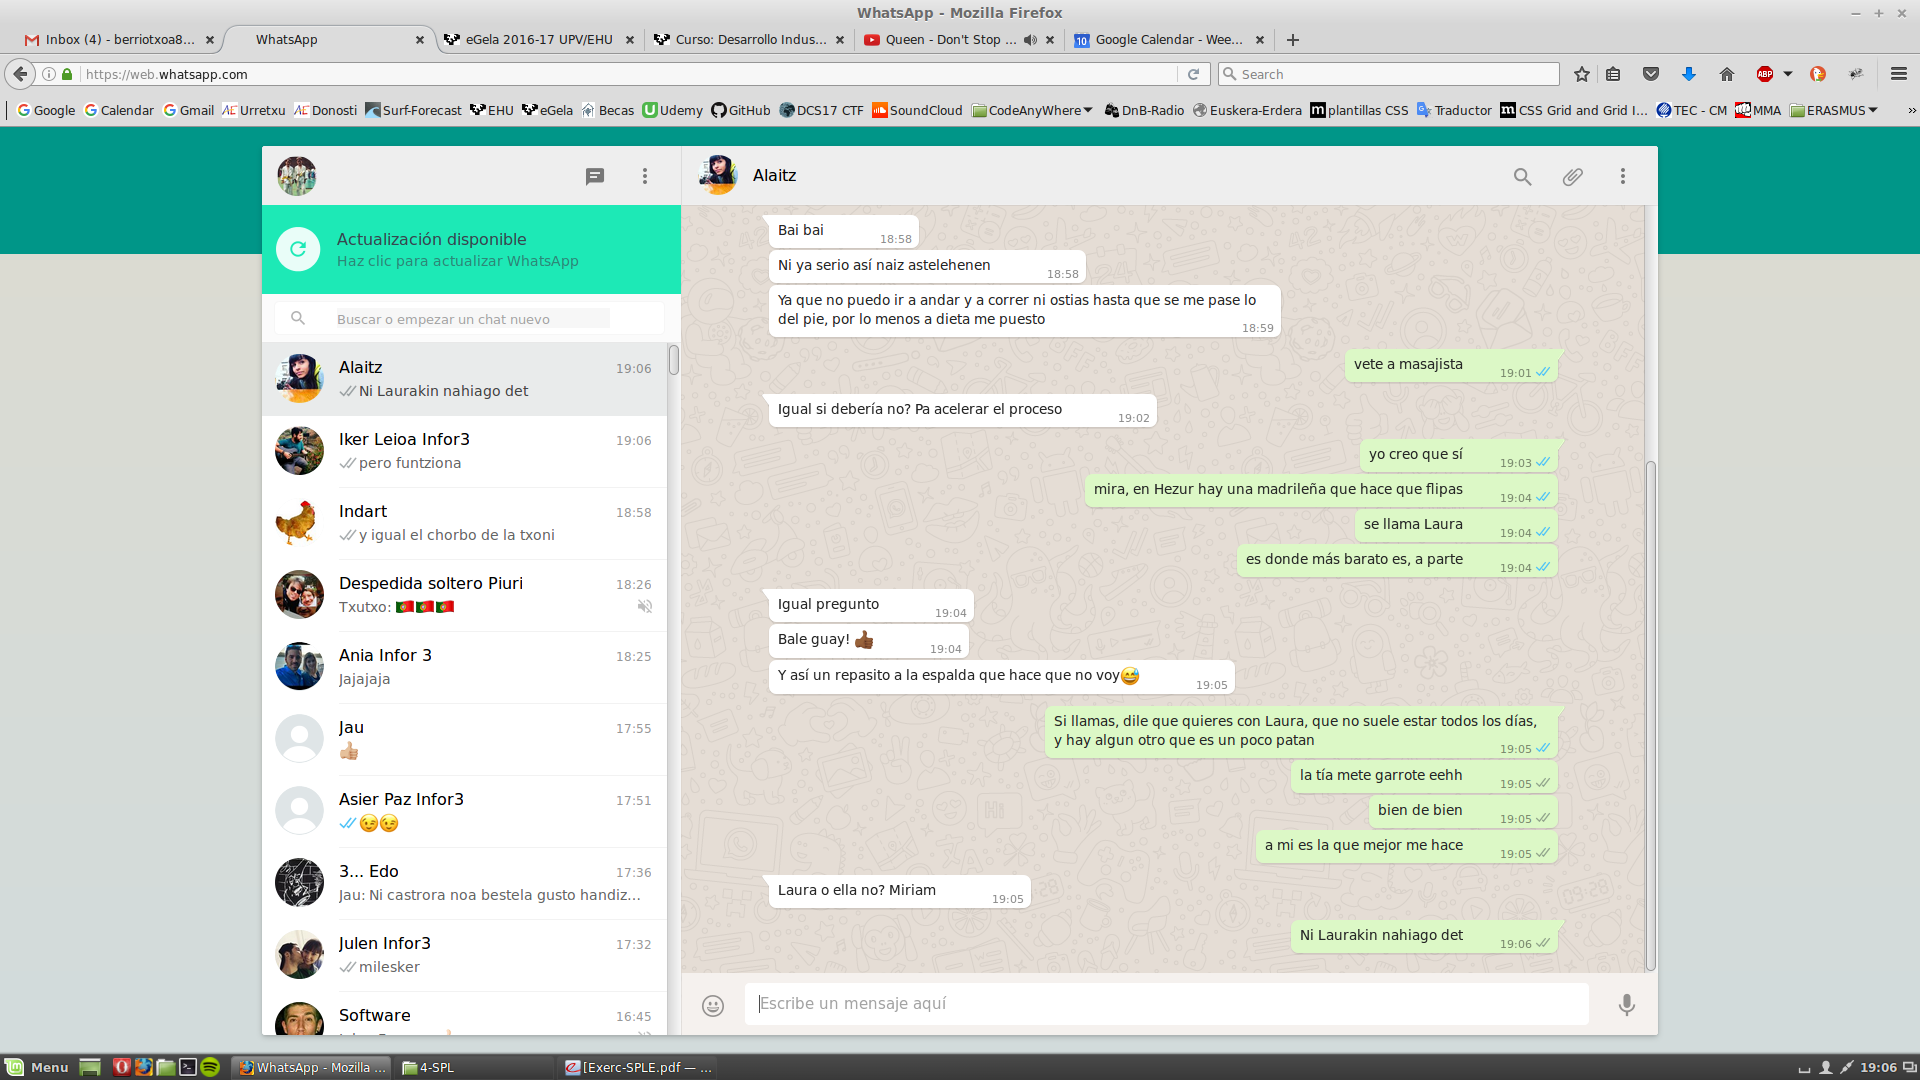 WhatsApp - Mozilla Firefox
Inbox (4) - berriotxoa8...
WhatsApp
eGela 2016-17 UPV/EHU
Curso: Desarrollo Indus...
Queen - Don't Stop ...
Google Calendar - Wee...
https://web.whatsapp.com
Search
ABP
Google
Calendar
Gmail
Urretxu
Donosti
Surf-Forecast
EHU
eGela
Becas
Udemy
GitHub
DCS17 CTF
SoundCloud
CodeAnyWhere
DnB-Radio
Euskera-Erdera
plantillas CSS
Traductor
CSS Grid and Grid I...
TEC - CM
MMA
ERASMUS
Actualización disponible
Haz clic para actualizar WhatsApp
Buscar o empezar un chat nuevo
Alaitz 19:06
Ni Laurakin nahiago det
Iker Leioa Infor3 19:06
pero funtziona
Indart 18:58
y igual el chorbo de la txoni
Despedida soltero Piuri 18:26
Txutxo:
Ania Infor 3 18:25
Jajajaja
Jau 17:55
Asier Paz Infor3 17:51
3... Edo 17:36
Jau: Ni castrora noa bestela gusto handiz...
Julen Infor3 17:32
milesker
Software 16:45
Alaitz
Bai bai 18:58
Ni ya serio así naiz astelehenen 18:58
Ya que no puedo ir a andar y a correr ni ostias hasta que se me pase lo
del pie, por lo menos a dieta me puesto 18:59
vete a masajista 19:01
Igual si debería no? Pa acelerar el proceso 19:02
yo creo que sí 19:03
mira, en Hezur hay una madrileña que hace que flipas 19:04
se llama Laura 19:04
es donde más barato es, a parte 19:04
Igual pregunto 19:04
Bale guay! 19:04
Y así un repasito a la espalda que hace que no voy 19:05
Si llamas, dile que quieres con Laura, que no suele estar todos los días,
y hay algun otro que es un poco patan 19:05
la tía mete garrote eehh 19:05
bien de bien 19:05
a mi es la que mejor me hace 19:05
Laura o ella no? Miriam 19:05
Ni Laurakin nahiago det 19:06
Escribe un mensaje aquí
Menu
WhatsApp - Mozilla ...
4-SPL
[Exerc-SPLE.pdf — ...
19:06